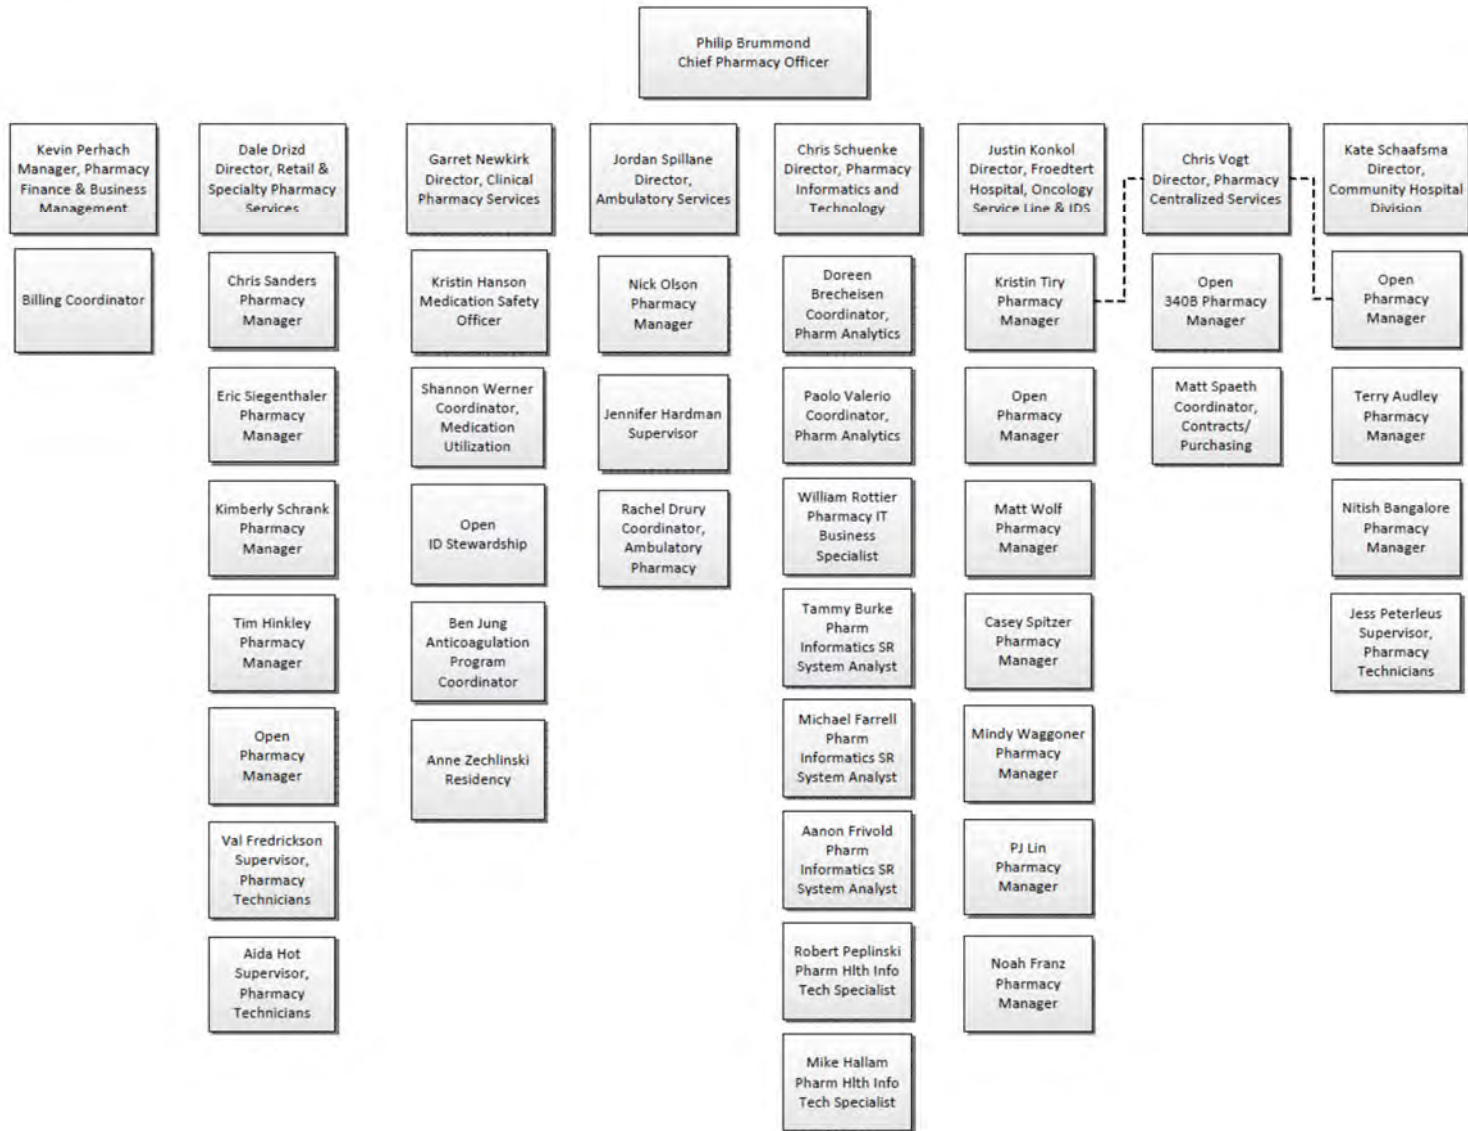 Philip Brummond
Chief Pharmacy Officer
Kevin Perhach
Manager, Pharmacy
Finance & Business
Management
Billing Coordinator
Dale Drizd
Director, Retail &
Specialty Pharmacy
Services
Chris Sanders
Pharmacy
Manager
Eric Siegenthaler
Pharmacy
Manager
Kimberly Schrank
Pharmacy
Manager
Tim Hinkley
Pharmacy
Manager
Open
Pharmacy
Manager
Val Fredrickson
Supervisor,
Pharmacy
Technicians
Aida Hot
Supervisor,
Pharmacy
Technicians
Garret Newkirk
Director, Clinical
Pharmacy Services
Kristin Hanson
Medication Safety
Officer
Shannon Werner
Coordinator,
Medication
Utilization
Open
ID Stewardship
Ben Jung
Anticoagulation
Program
Coordinator
Anne Zechlinski
Residency
Jordan Spillane
Director,
Ambulatory Services
Nick Olson
Pharmacy
Manager
Jennifer Hardman
Supervisor
Rachel Drury
Coordinator,
Ambulatory
Pharmacy
Chris Schuenke
Director, Pharmacy
Informatics and
Technology
Doreen
Brecheisen
Coordinator,
Pharm Analytics
Paolo Valerio
Coordinator,
Pharm Analytics
William Rottier
Pharmacy IT
Business
Specialist
Tammy Burke
Pharm
Informatics SR
System Analyst
Michael Farrell
Pharm
Informatics SR
System Analyst
Aanon Frivold
Pharm
Informatics SR
System Analyst
Robert Peplinski
Pharm Hlth Info
Tech Specialist
Mike Hallam
Pharm Hlth Info
Tech Specialist
Justin Konkol
Director, Froedtert
Hospital, Oncology
Service Line & IDS
Kristin Tiry
Pharmacy
Manager
Open
Pharmacy
Manager
Matt Wolf
Pharmacy
Manager
Casey Spitzer
Pharmacy
Manager
Mindy Waggoner
Pharmacy
Manager
PJ Lin
Pharmacy
Manager
Noah Franz
Pharmacy
Manager
Chris Vogt
Director, Pharmacy
Centralized Services
Open
340B Pharmacy
Manager
Matt Spaeth
Coordinator,
Contracts/
Purchasing
Kate Schaafsma
Director,
Community Hospital
Division
Open
Pharmacy
Manager
Terry Audley
Pharmacy
Manager
Nitish Bangalore
Pharmacy
Manager
Jess Peterleus
Supervisor,
Pharmacy
Technicians